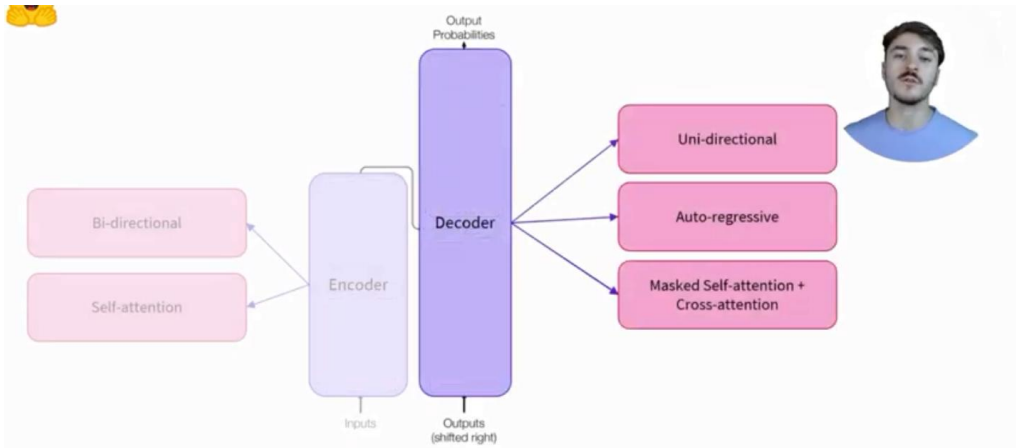 Output
Probabilities
Uni-directional
Bi-directional
Decoder
Auto-regressive
Encoder
Self-attention
Masked Self-attention +
Cross-attention
Inputs
Outputs
(shifted right)